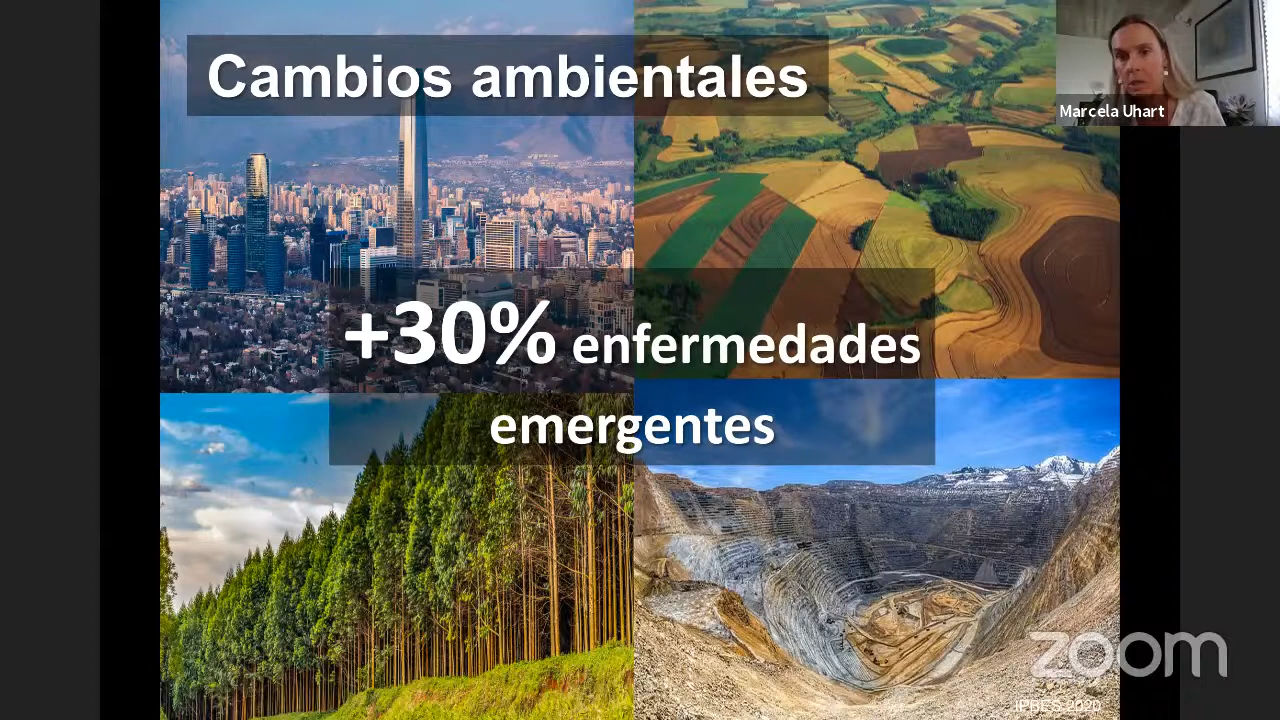 Cambios ambientales
Marcela Uhart
+30% enfermedades
emergentes
zoom
IPBES 2020